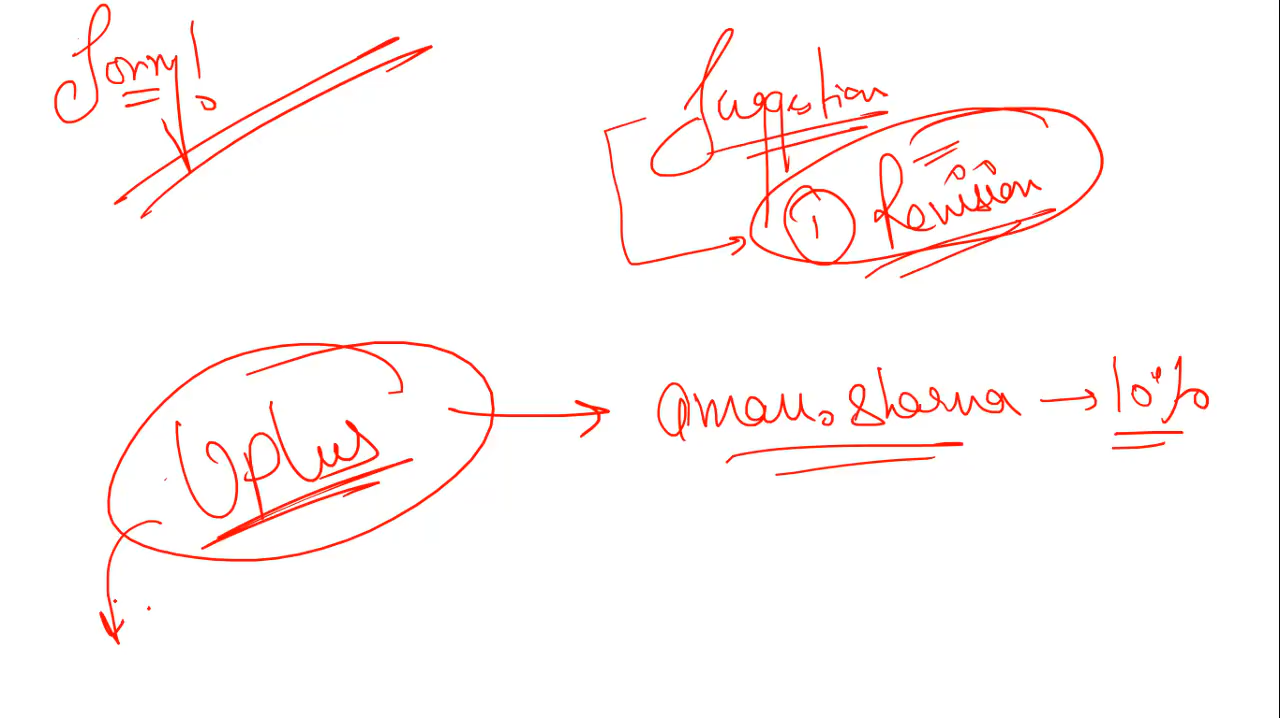 Sorry!
Suggestion
① Revision
Uplus
aman.sharma → 10%